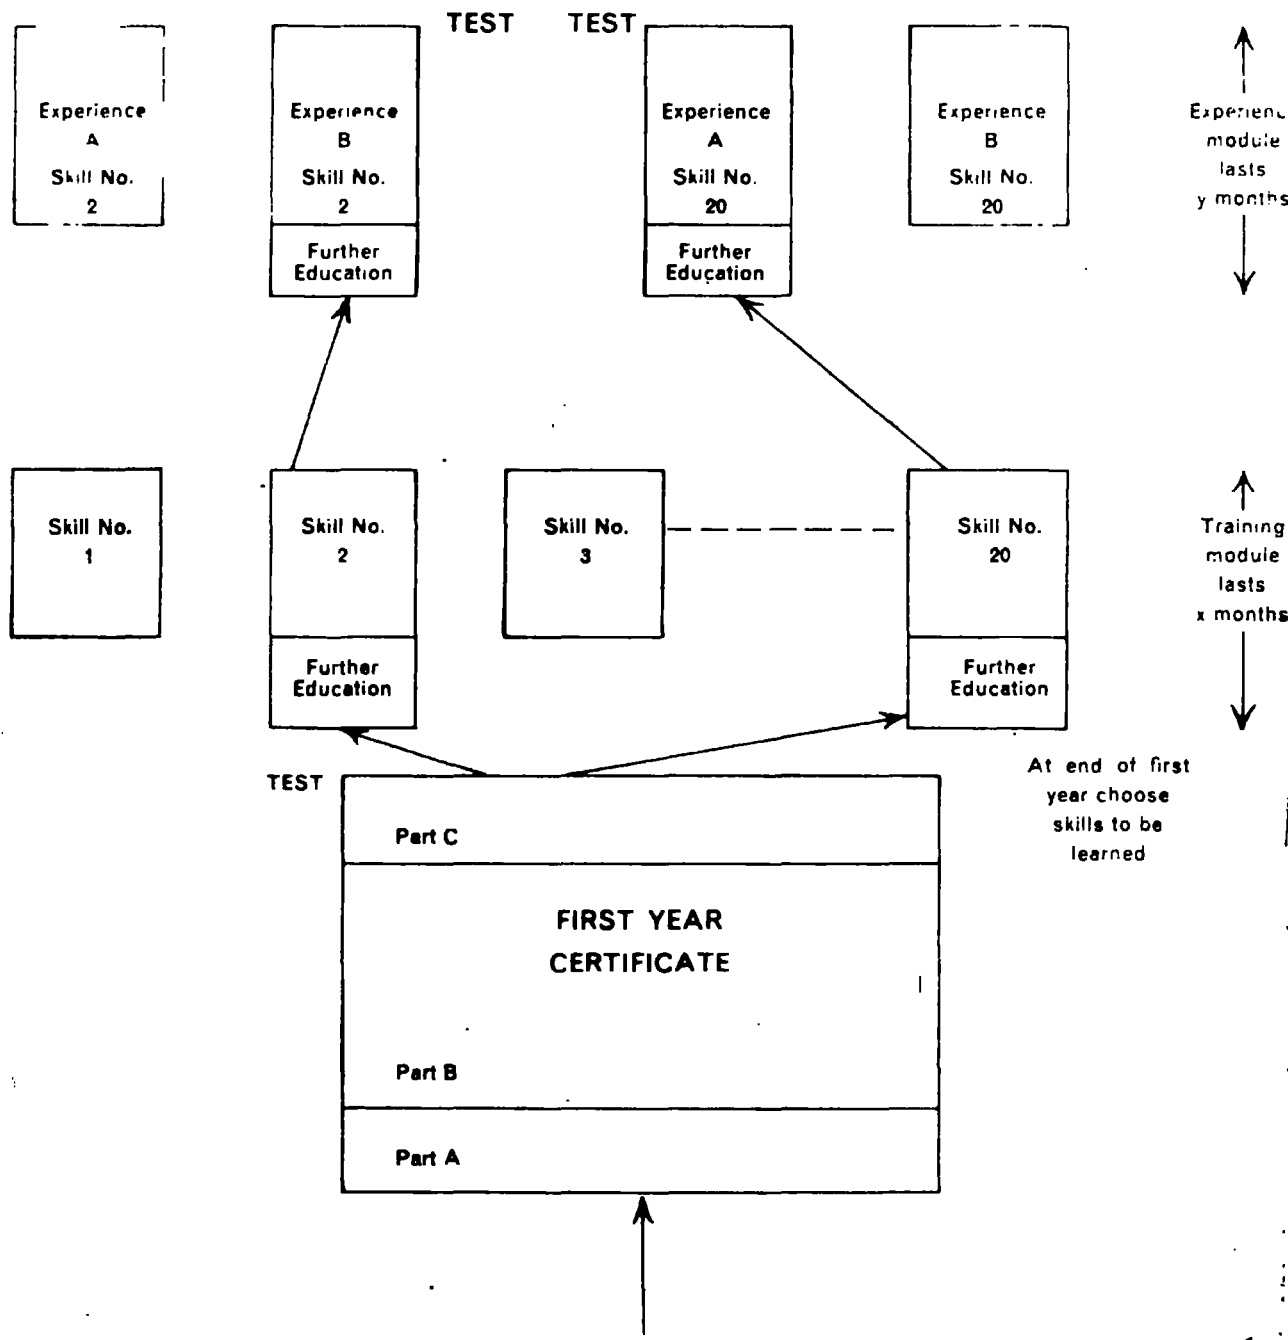 TEST TEST
Experience
A
Skill No.
2
Experience
B
Skill No.
2
Further
Education
Experience
A
Skill No.
20
Further
Education
Experience
B
Skill No.
20
module
lasts
y months
Skill No.
1
Skill No.
2
Further
Education
Skill No.
3
Skill No.
20
Further
Education
Training
module
lasts
x months
TEST
At end of first
year choose
skills to be
learned
Part C
FIRST YEAR
CERTIFICATE
Part B
Part A